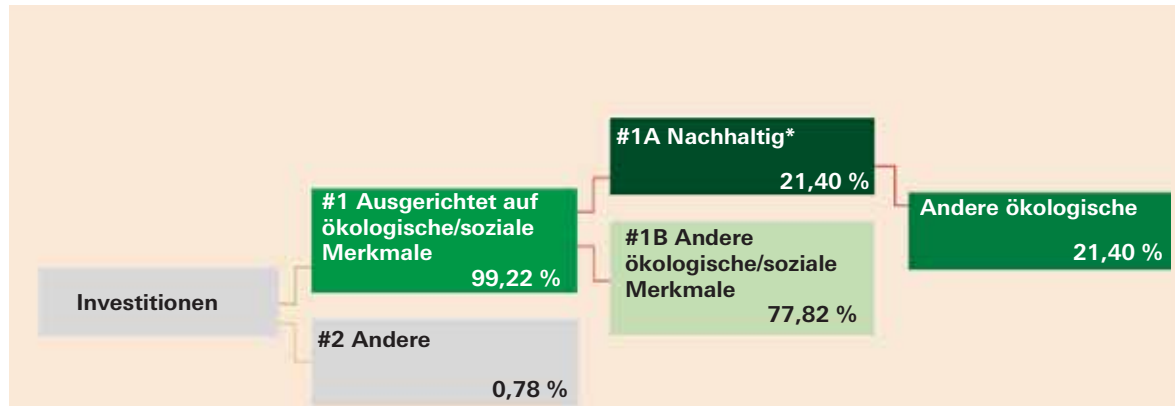 Investitionen
#1 Ausgerichtet auf
ökologische/soziale
Merkmale
99,22 %
#2 Andere
0,78 %
#1A Nachhaltig*
21,40 %
#1B Andere
ökologische/soziale
Merkmale
77,82 %
Andere ökologische
21,40 %